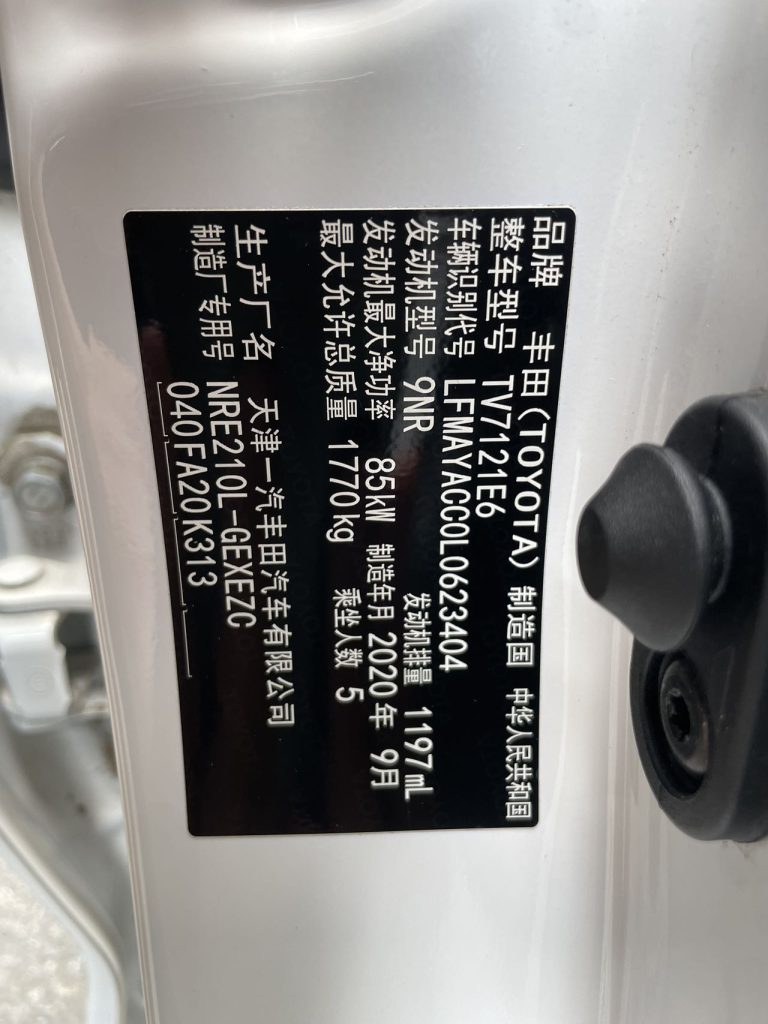 品牌 丰田(TOYOTA) 制造国 中华人民共和国
整车型号 TV7121E6
车辆识别代号 LFMAYACC0L0623404
发动机型号 9NR 发动机排量 1197mL
发动机最大净功率 85kW 制造年月 2020年 9月
最大允许总质量 1770kg 乘坐人数 5
生产厂名 天津一汽丰田汽车有限公司
制造厂专用号 NRE210L-GEXEZC
040FA20K313